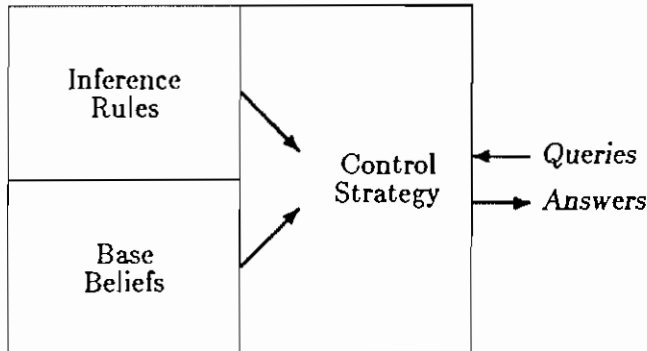 Inference
Rules
Control
Strategy
Queries
Answers
Base
Beliefs